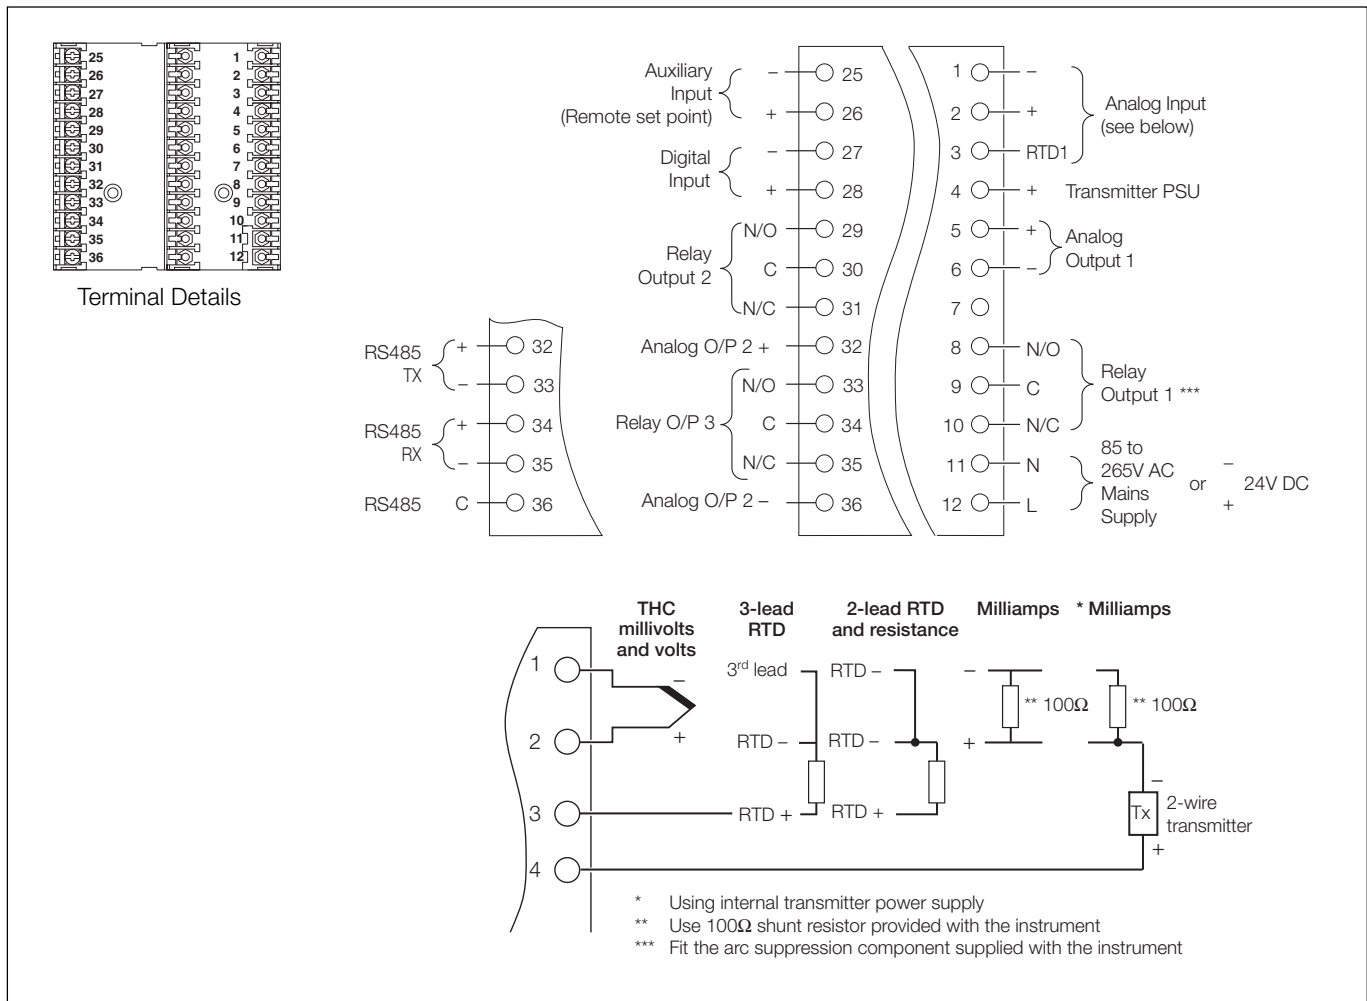 25 1
26 2
27 3
28 4
29 5
30 6
31 7
32 8
33 9
34 10
35 11
36 12
Terminal Details
RS485
TX
+ 32
– 33
RS485
RX
+ 34
– 35
RS485 C 36
Auxiliary
Input
(Remote set point)
– 25
+ 26
Digital
Input
– 27
+ 28
Relay
Output 2
N/O 29
C 30
N/C 31
Analog O/P 2 + 32
Relay O/P 3
N/O 33
C 34
N/C 35
Analog O/P 2 – 36
1 –
2 +
3 RTD1
Analog Input
(see below)
4 + Transmitter PSU
5 +
6 –
Analog
Output 1
7
8 N/O
9 C
10 N/C
Relay
Output 1 ***
11 N
12 L
85 to
265V AC
Mains
Supply
or
–
+
24V DC
THC
millivolts
and volts
3-lead
RTD
2-lead RTD
and resistance
Milliamps
* Milliamps
1
2
3
4
–
+
3rd lead
RTD –
RTD +
RTD –
RTD –
RTD +
–
+
** 100Ω
** 100Ω
–
Tx
+
2-wire
transmitter
* Using internal transmitter power supply
** Use 100Ω shunt resistor provided with the instrument
*** Fit the arc suppression component supplied with the instrument